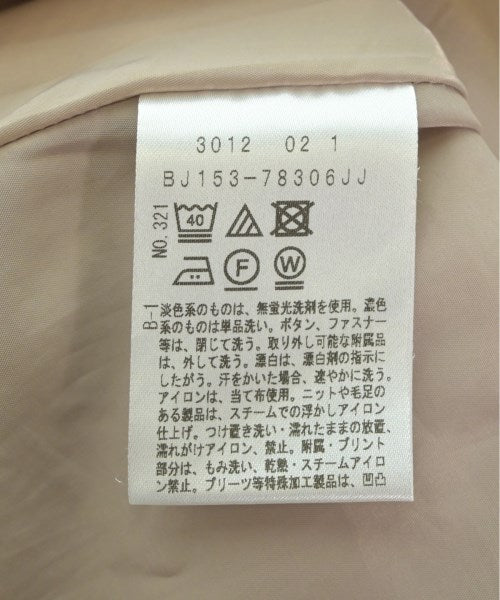 3012 02 1
BJ153-78306JJ
NO.321
40
F
W
B-1
淡色系のものは、無蛍光洗剤を使用。濃色
系のものは単品洗い。ボタン、ファスナー
等は、閉じて洗う。取り外し可能な附属品
は、外して洗う。漂白は、漂白剤の指示に
したがう。汗をかいた場合、速やかに洗う。
アイロンは、当て布使用。ニットや毛足の
ある製品は、スチームでの浮かしアイロン
仕上げ。つけ置き洗い・濡れたままの放置、
濡れがけアイロン、禁止。附属・プリント
部分は、もみ洗い、乾熱・スチームアイロ
ン禁止。プリーツ等特殊加工製品は、凹凸